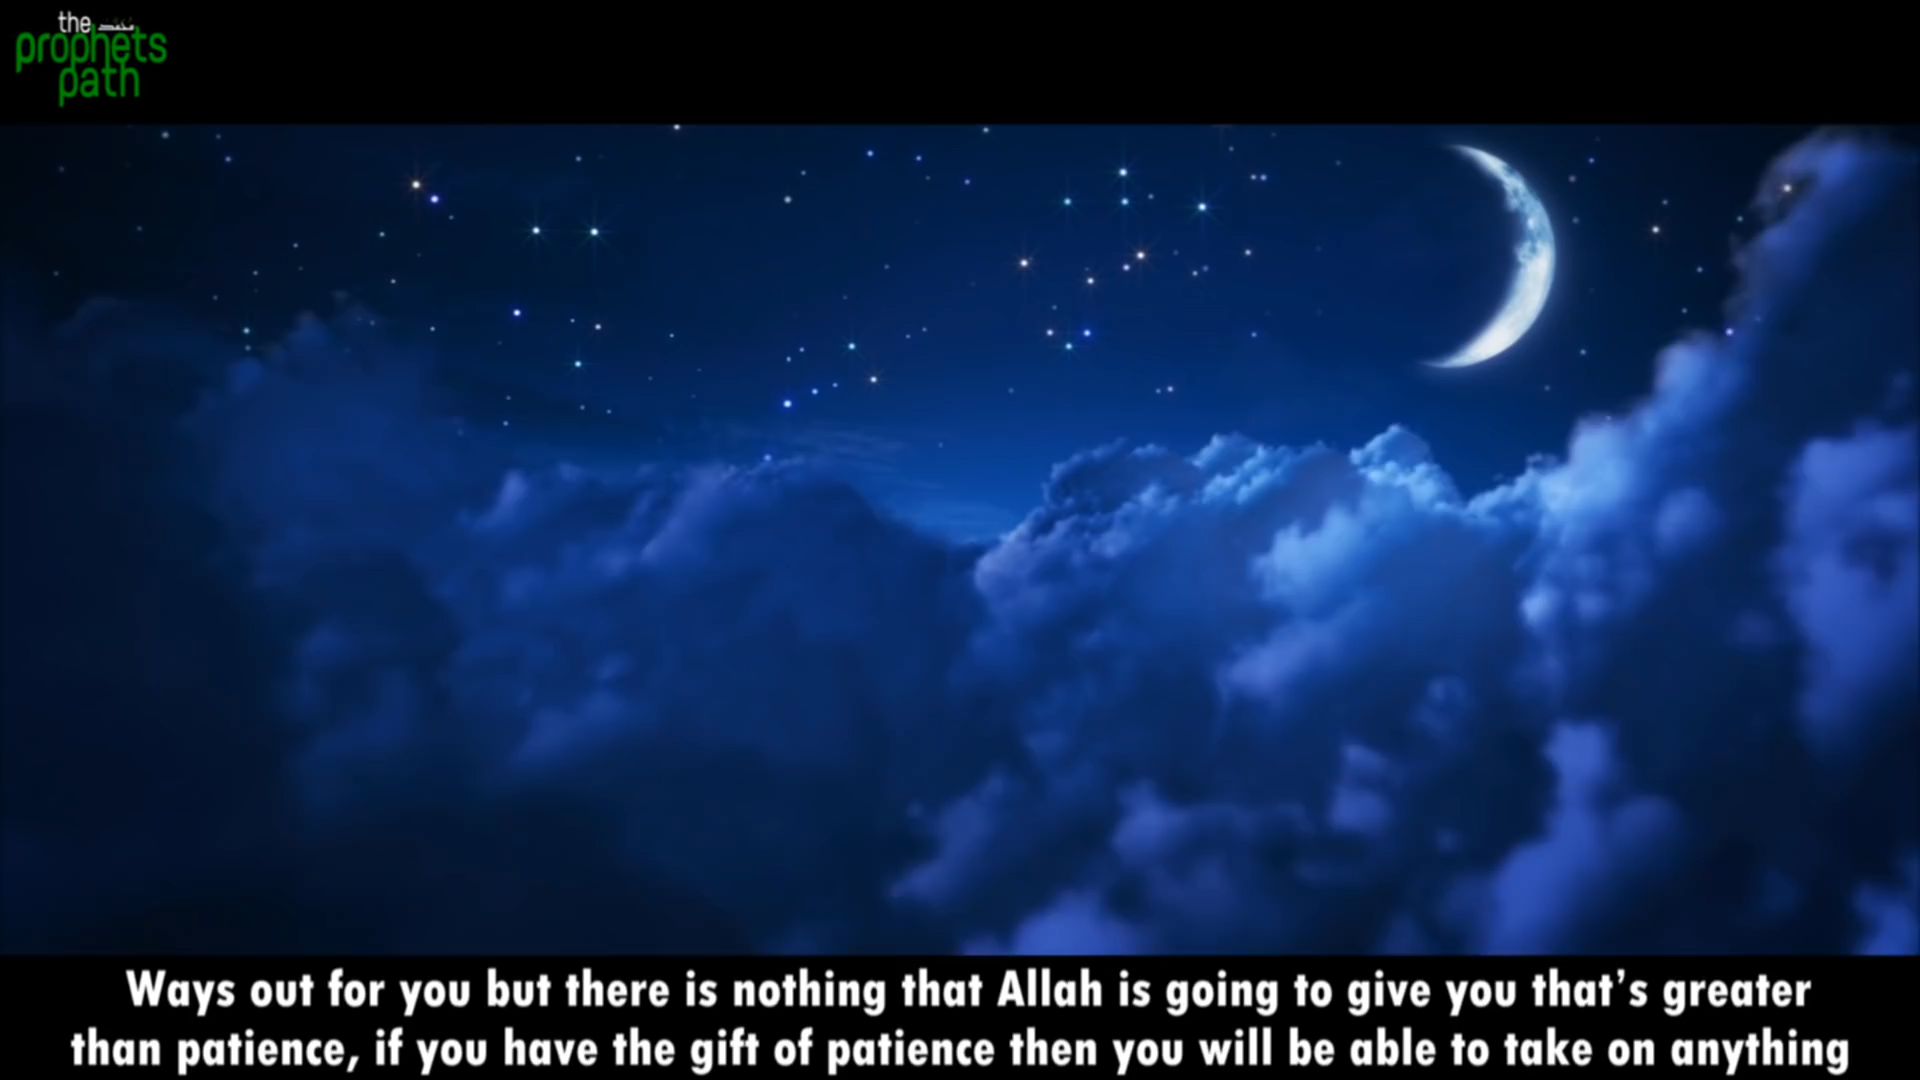 the
prophets
path
Ways out for you but there is nothing that Allah is going to give you that's greater
than patience, if you have the gift of patience then you will be able to take on anything